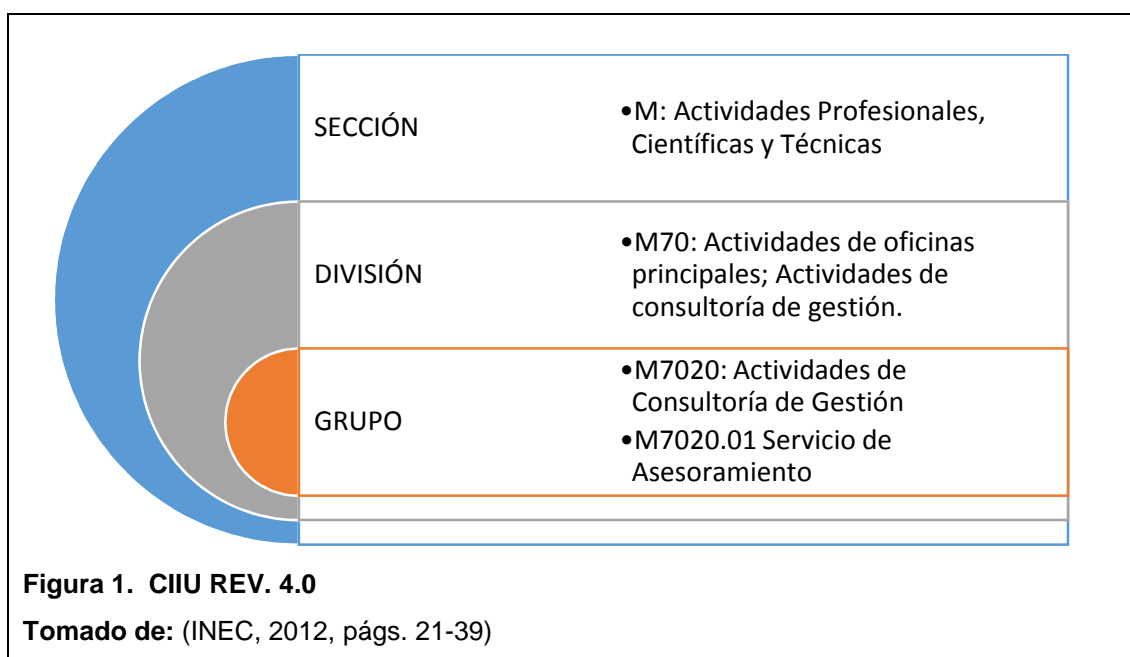 SECCIÓN
•M: Actividades Profesionales,
Científicas y Técnicas
DIVISIÓN
•M70: Actividades de oficinas
principales; Actividades de
consultoría de gestión.
GRUPO
•M7020: Actividades de
Consultoría de Gestión
•M7020.01 Servicio de
Asesoramiento
Figura 1. CIIU REV. 4.0
Tomado de: (INEC, 2012, págs. 21-39)